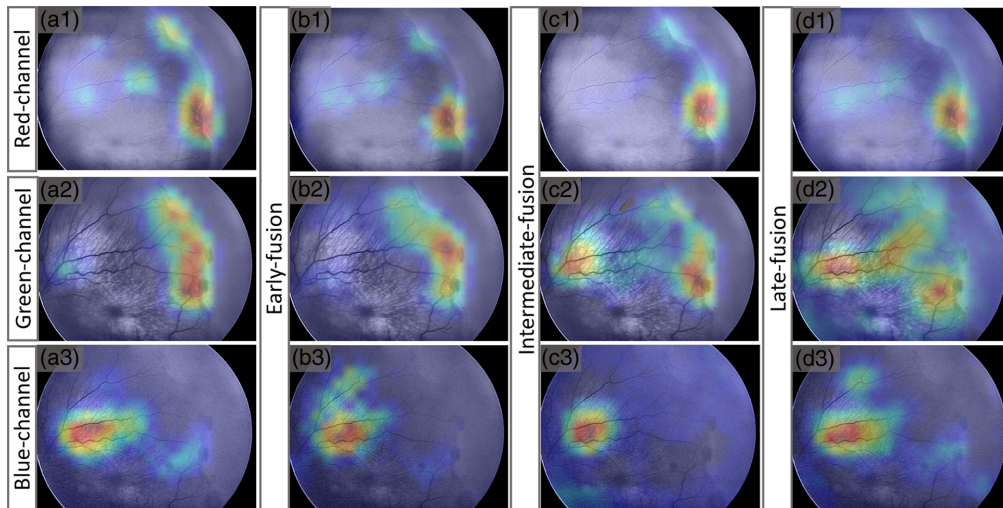 Red-channel
(a1)
(b1)
(c1)
(d1)
Green-channel
(a2)
Early-fusion
(b2)
Intermediate-fusion
(c2)
Late-fusion
(d2)
Blue-channel
(a3)
(b3)
(c3)
(d3)